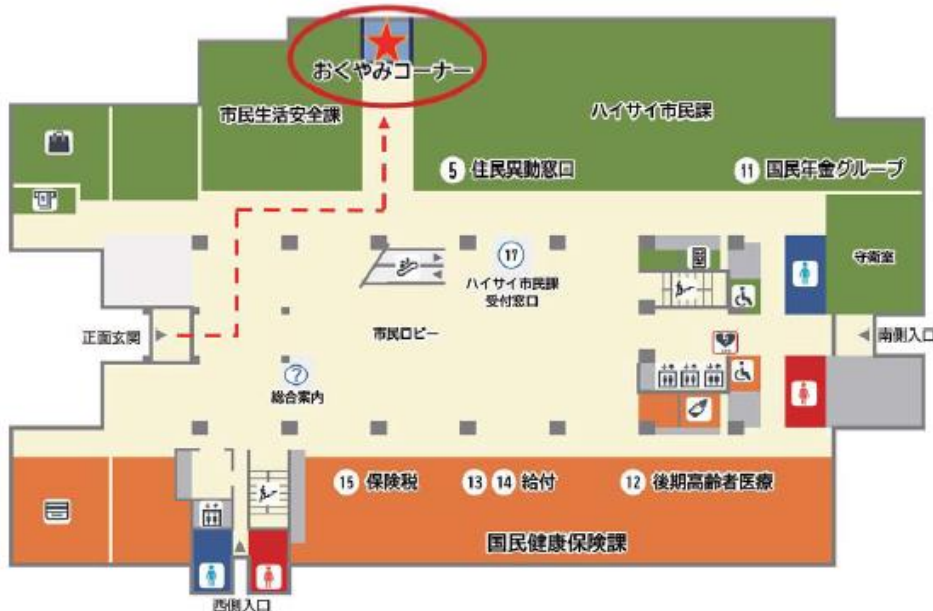 おくやみコーナー
市民生活安全課
ハイサイ市民課
5 住民異動窓口
11 国民年金グループ
守衛室
17
ハイサイ市民課
受付窓口
正面玄関
市民ロビー
南側入口
?
総合案内
15 保険税
13 14 給付
12 後期高齢者医療
国民健康保険課
西側入口